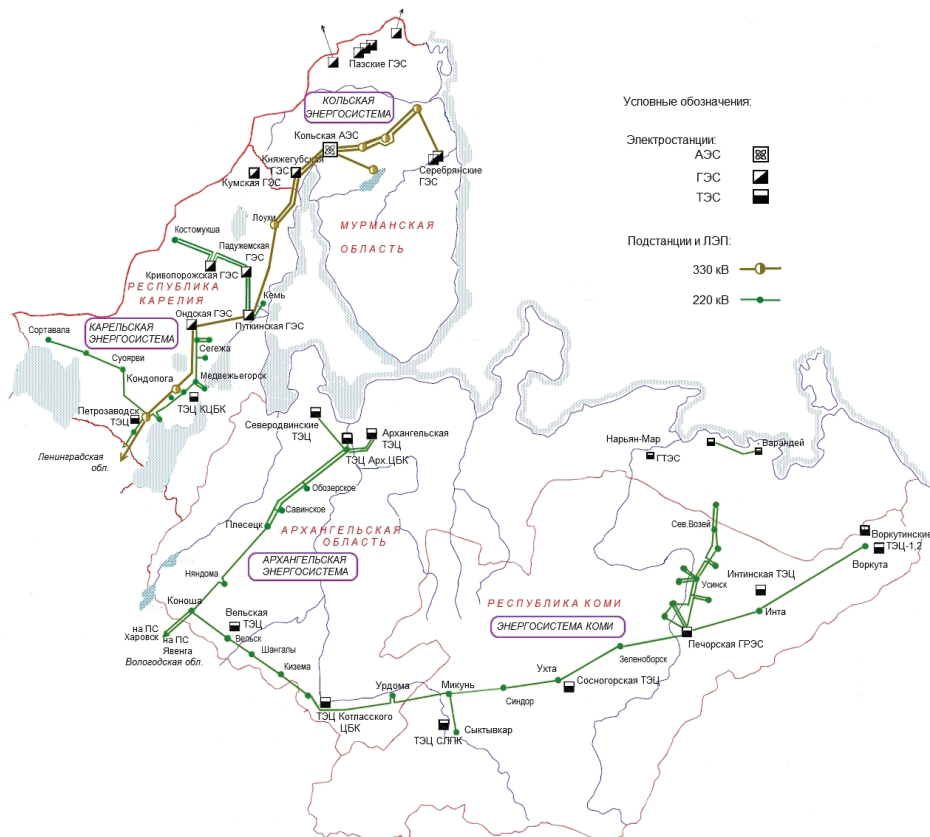 Пазские ГЭС
КОЛЬСКАЯ
ЭНЕРГОСИСТЕМА
Условные обозначения:
Кольская АЭС
Электростанции:
АЭС
ГЭС
ТЭС
Княжегубская
ГЭС
Кумская ГЭС
Серебрянские
ГЭС
Лоухи
МУРМАНСКАЯ
ОБЛАСТЬ
Подстанции и ЛЭП:
330 кВ
220 кВ
Костомукша
Падужемская
ГЭС
Кривопорожская ГЭС
РЕСПУБЛИКА
КАРЕЛИЯ
Кемь
Ондская ГЭС
Путкинская ГЭС
КАРЕЛЬСКАЯ
ЭНЕРГОСИСТЕМА
Сортавала
Суоярви
Сегежа
Кондопога
Медвежьегорск
Петрозаводск
ТЭЦ
ТЭЦ КЦБК
Ленинградская
обл.
Северодвинские
ТЭЦ
Архангельская
ТЭЦ
ТЭЦ Арх.ЦБК
Нарьян-Мар
ГТЭС
Варандей
Обозерское
Савинское
Плесецк
АРХАНГЕЛЬСКАЯ
ОБЛАСТЬ
АРХАНГЕЛЬСКАЯ
ЭНЕРГОСИСТЕМА
Няндома
Сев.Возей
Воркутинские
ТЭЦ-1,2
Воркута
Усинск
Интинская ТЭЦ
Инта
Коноша
РЕСПУБЛИКА КОМИ
ЭНЕРГОСИСТЕМА КОМИ
Печорская ГРЭС
Вельская
ТЭЦ
на ПС
Харовск
на ПС
Явенга
Вологодская обл.
Вельск
Шангалы
Кизема
Зеленоборск
Ухта
Сосногорская ТЭЦ
Синдор
Микунь
Урдома
ТЭЦ Котласского
ЦБК
Сыктывкар
ТЭЦ СЛПК